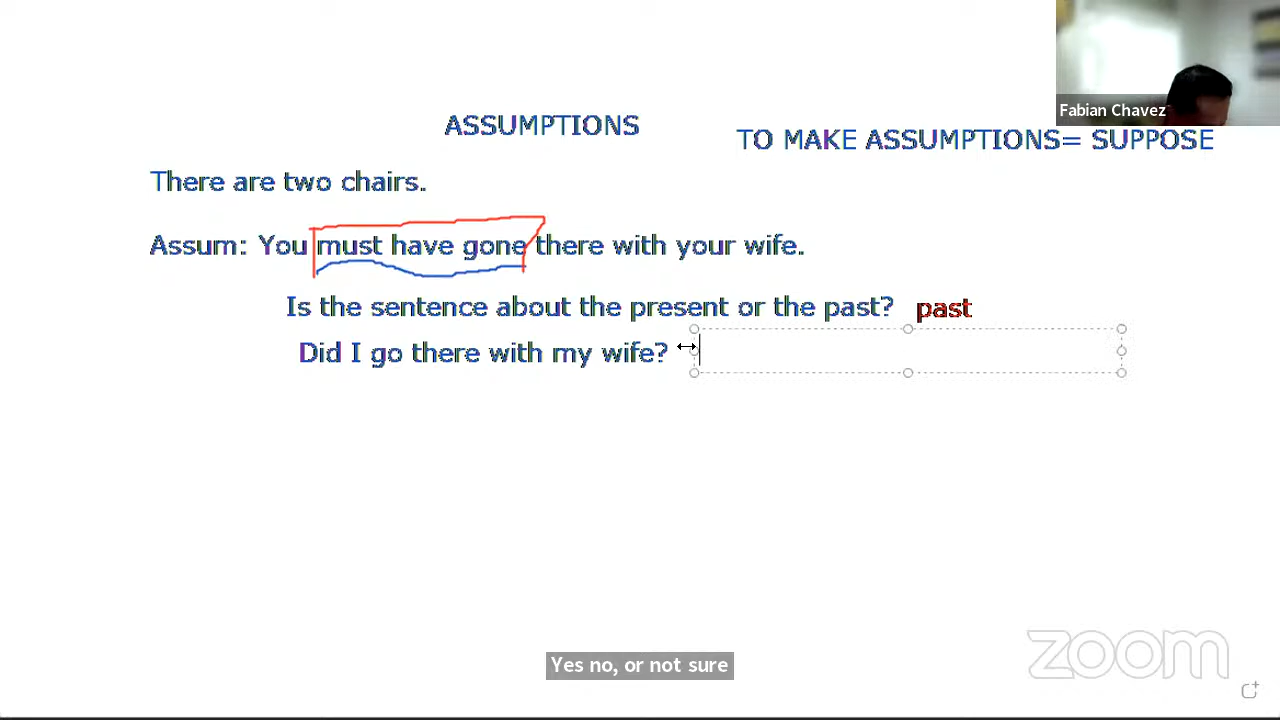 Fabian Chavez
ASSUMPTIONS
TO MAKE ASSUMPTIONS= SUPPOSE
There are two chairs.
Assum: You must have gone there with your wife.
Is the sentence about the present or the past? past
Did I go there with my wife?
Yes no, or not sure
zoom